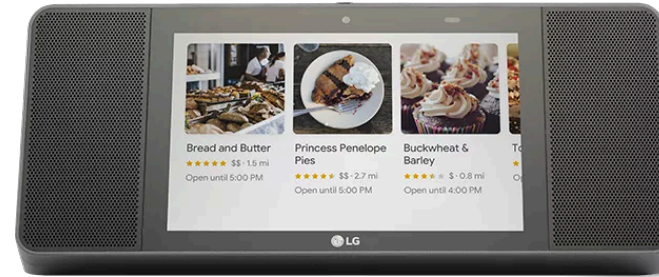 Bread and Butter
$$ · 1.5 mi
Open until 5:00 PM
Princess Penelope
Pies
$$ · 2.7 mi
Open until 5:00 PM
Buckwheat &
Barley
$ · 0.8 mi
Open until 4:00 PM
LG